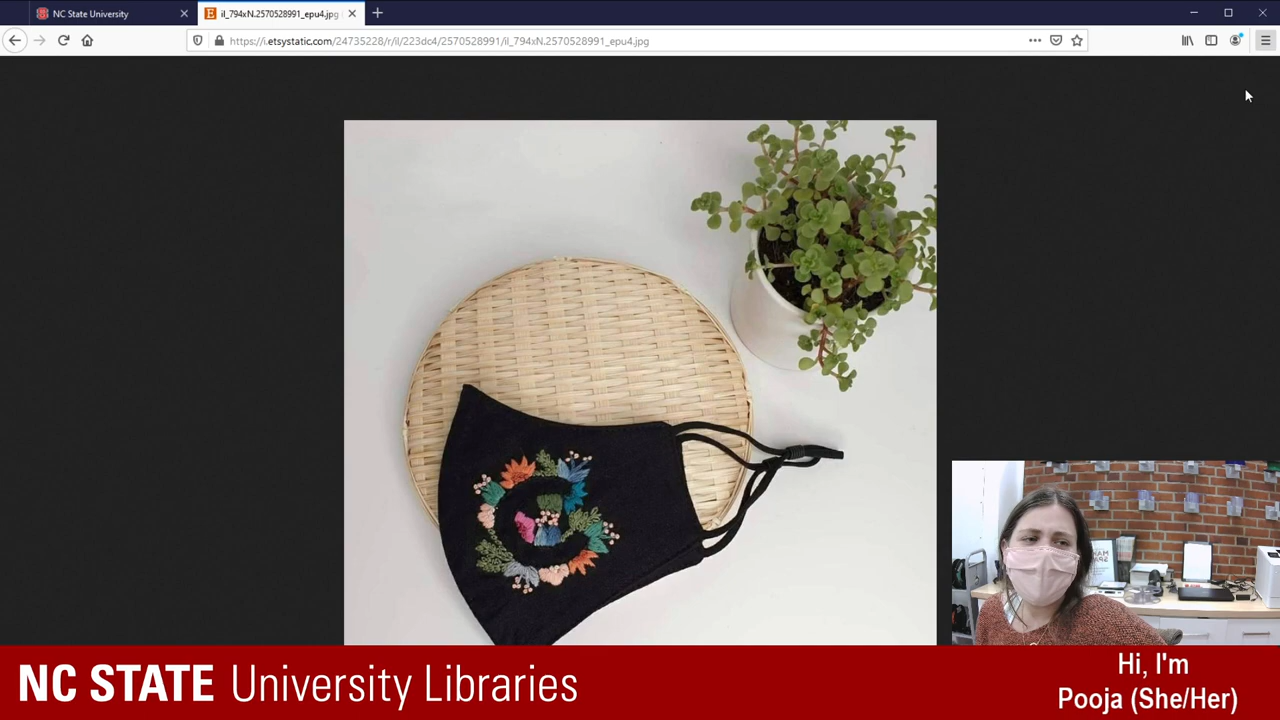 NC State University
il_794xN.2570528991_epu4.jpg (
https://i.etsystatic.com/24735228/r/il/223dc4/2570528991/il_794xN.2570528991_epu4.jpg
NC STATE University Libraries
Hi, I'm
Pooja (She/Her)